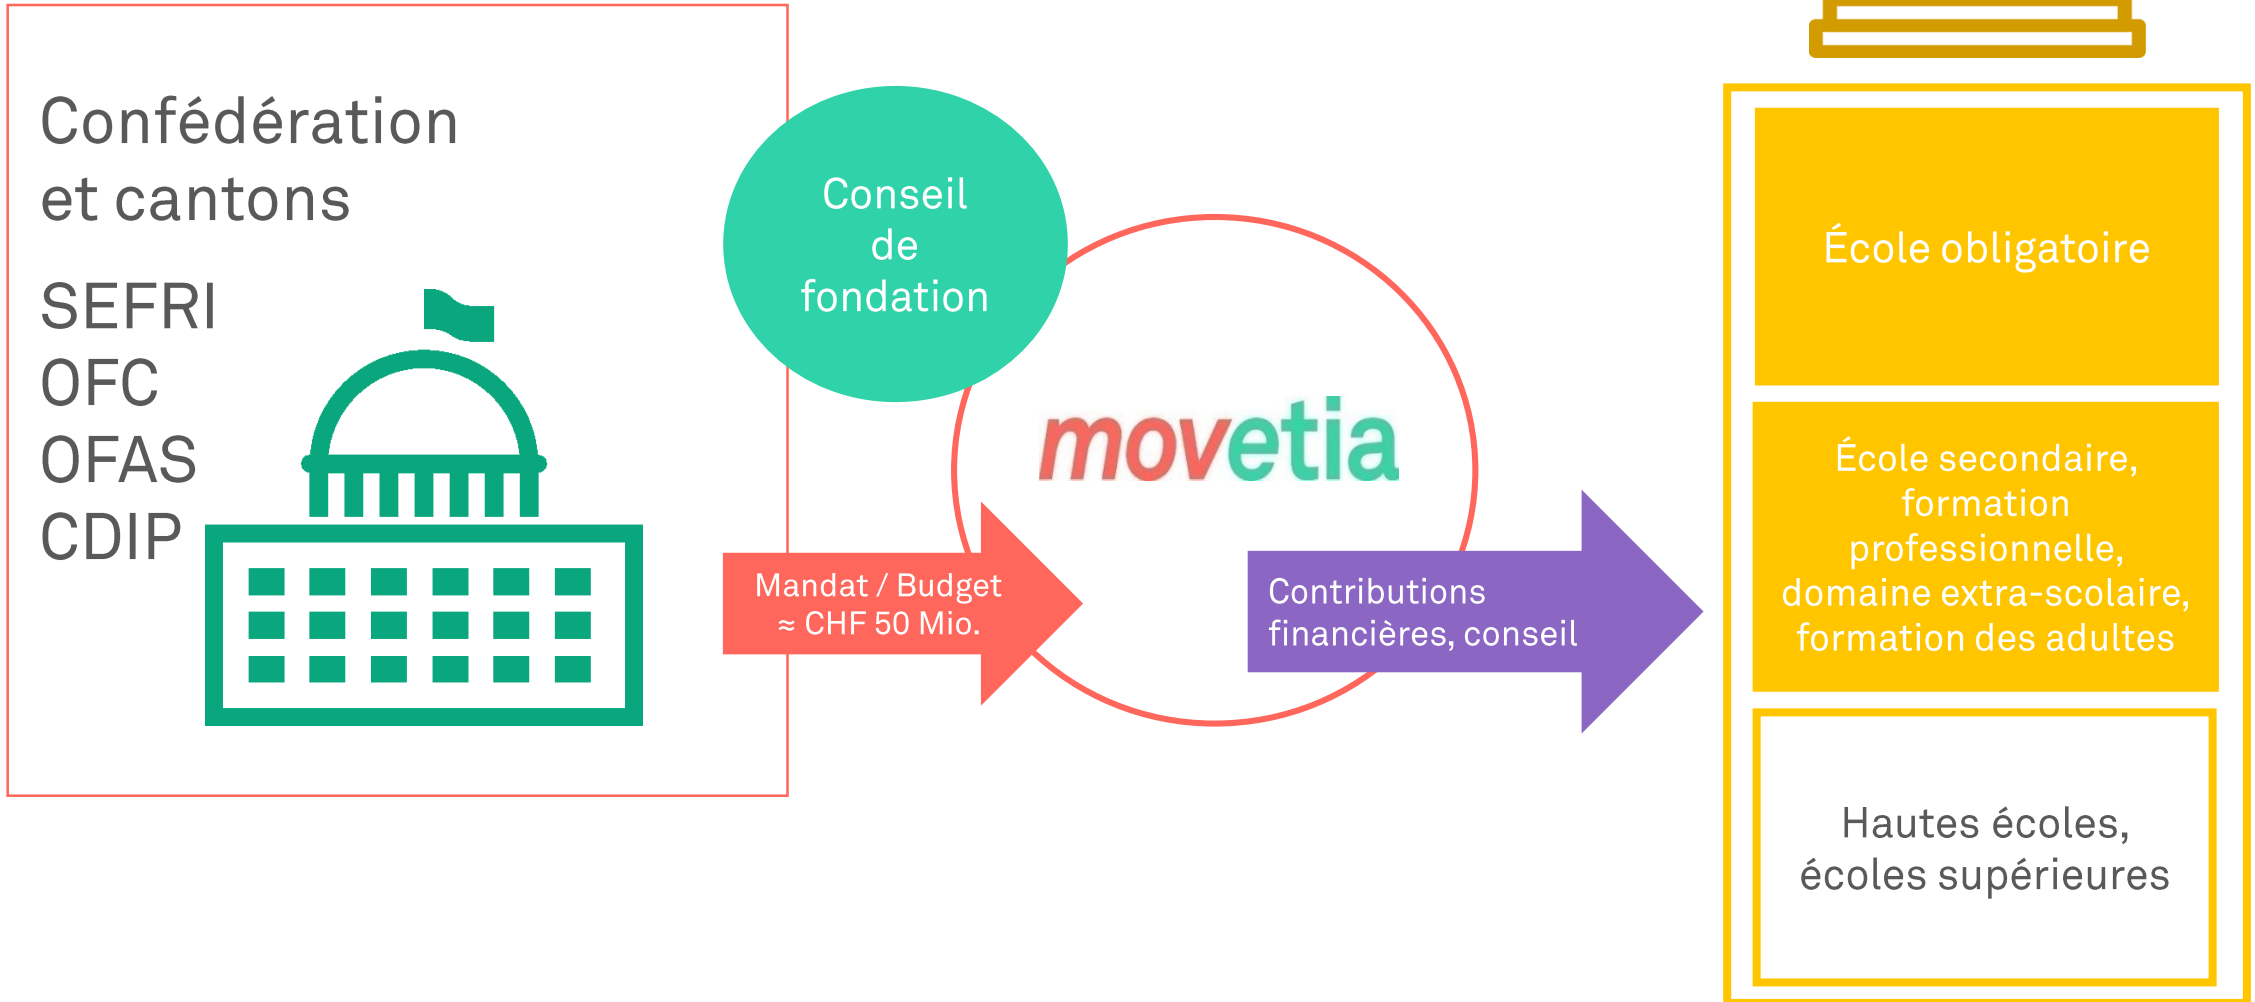 Confédération
et cantons
SEFRI
OFC
OFAS
CDIP
Conseil
de
fondation
movetia
Mandat / Budget
≈ CHF 50 Mio.
Contributions
financières, conseil
École obligatoire
École secondaire,
formation
professionnelle,
domaine extra-scolaire,
formation des adultes
Hautes écoles,
écoles supérieures